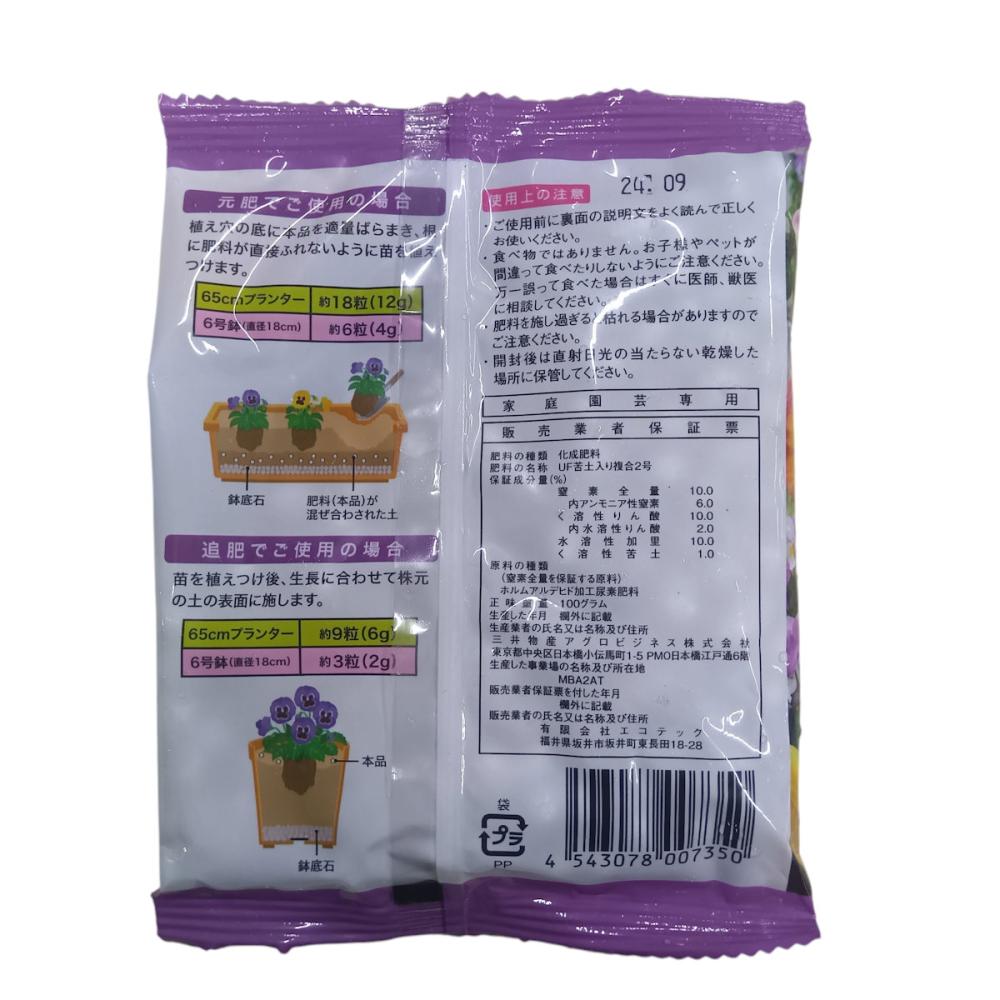 元肥でご使用の場合
植え穴の底に本品を適量ばらまき、根
に肥料が直接ふれないように苗を植え
つけます。
65cmプランター 約18粒(12g)
6号鉢(直径18cm) 約6粒(4g)
鉢底石
肥料(本品)が
混ぜ合わされた土
追肥でご使用の場合
苗を植えつけ後、生長に合わせて株元
の土の表面に施します。
65cmプランター 約9粒(6g)
6号鉢(直径18cm) 約3粒(2g)
本品
鉢底石
24 09
使用上の注意
・ご使用前に裏面の説明文をよく読んで正しく
お使いください。
・食べ物ではありません。お子様やペットが
間違って食べたりしないようにご注意ください。
万一誤って食べた場合はすぐに医師、獣医
に相談してください。
・肥料を施し過ぎると枯れる場合がありますので
ご注意ください。
・開封後は直射日光の当たらない乾燥した
場所に保管してください。
家庭園芸専用
販売業者保証票
肥料の種類 化成肥料
肥料の名称 UF苦土入り複合2号
保証成分量(%)
窒素全量 10.0
内アンモニア性窒素 6.0
く溶性りん酸 10.0
内水溶性りん酸 2.0
水溶性加里 10.0
く溶性苦土 1.0
原料の種類
(窒素全量を保証する原料)
ホルムアルデヒド加工尿素肥料
正味重量 100グラム
生産した年月 欄外に記載
生産業者の氏名又は名称及び住所
三井物産アグロビジネス株式会社
東京都中央区日本橋小伝馬町1-5 PMO日本橋江戸通6階
生産した事業場の名称及び所在地
MBA2AT
販売業者保証票を付した年月
欄外に記載
販売業者の氏名又は名称及び住所
有限会社エコテック
福井県坂井市坂井町東長田18-28
袋
プラ
PP
4 543078 007350